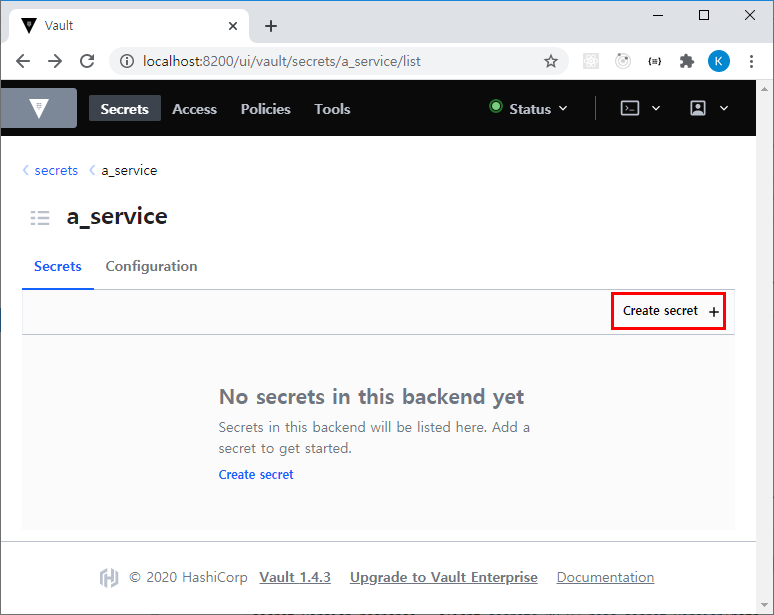 Vault
localhost:8200/ui/vault/secrets/a_service/list
K
Secrets Access Policies Tools Status
secrets a_service
a_service
Secrets Configuration
Create secret +
No secrets in this backend yet
Secrets in this backend will be listed here. Add a
secret to get started.
Create secret
© 2020 HashiCorp Vault 1.4.3 Upgrade to Vault Enterprise Documentation